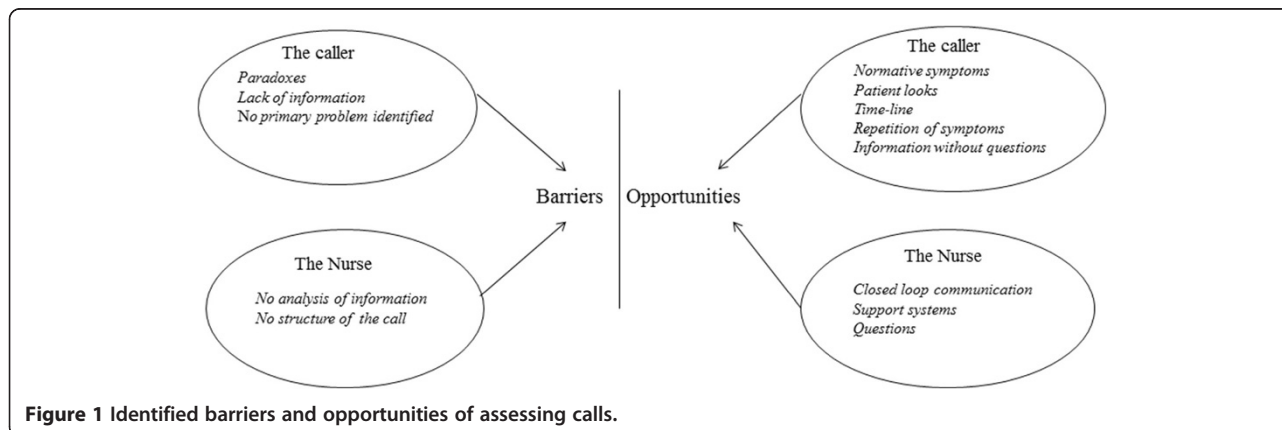 The caller
Paradoxes
Lack of information
No primary problem identified
The Nurse
No analysis of information
No structure of the call
Barriers
Opportunities
The caller
Normative symptoms
Patient looks
Time-line
Repetition of symptoms
Information without questions
The Nurse
Closed loop communication
Support systems
Questions
Figure 1 Identified barriers and opportunities of assessing calls.